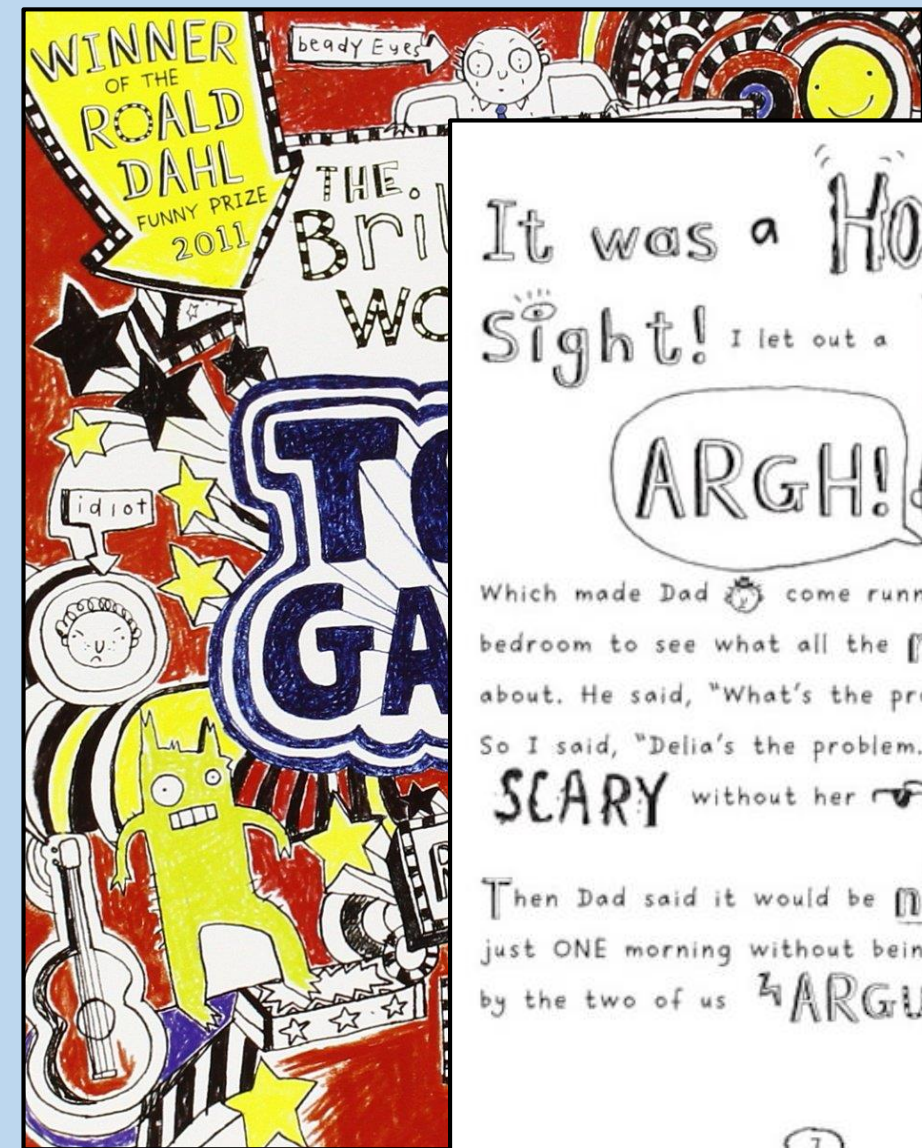 WINNER
OF THE
ROALD
DAHL
FUNNY PRIZE
2011
beady Eyes
THE.
Bril
WO
TO
GA
idiot
It was a HO
Sight! I let out a
ARGH!
Which made Dad come runn
bedroom to see what all the
about. He said, "What's the pr
So I said, "Delia's the problem.
SCARY without her
Then Dad said it would be n
just ONE morning without bein
by the two of us ARGU